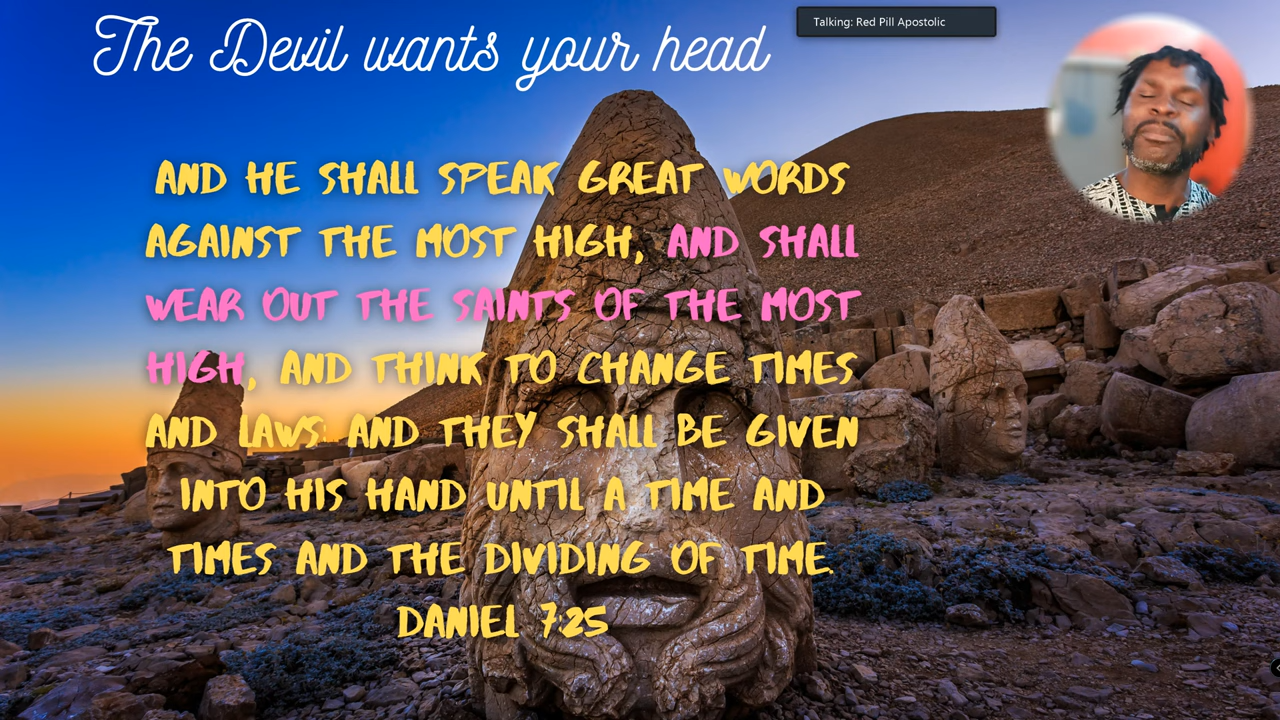 The Devil wants your head
Talking: Red Pill Apostolic
AND HE SHALL SPEAK GREAT WORDS
AGAINST THE MOST HIGH, AND SHALL
WEAR OUT THE SAINTS OF THE MOST
HIGH, AND THINK TO CHANGE TIMES
AND LAWS: AND THEY SHALL BE GIVEN
INTO HIS HAND UNTIL A TIME AND
TIMES AND THE DIVIDING OF TIME.
DANIEL 7:25